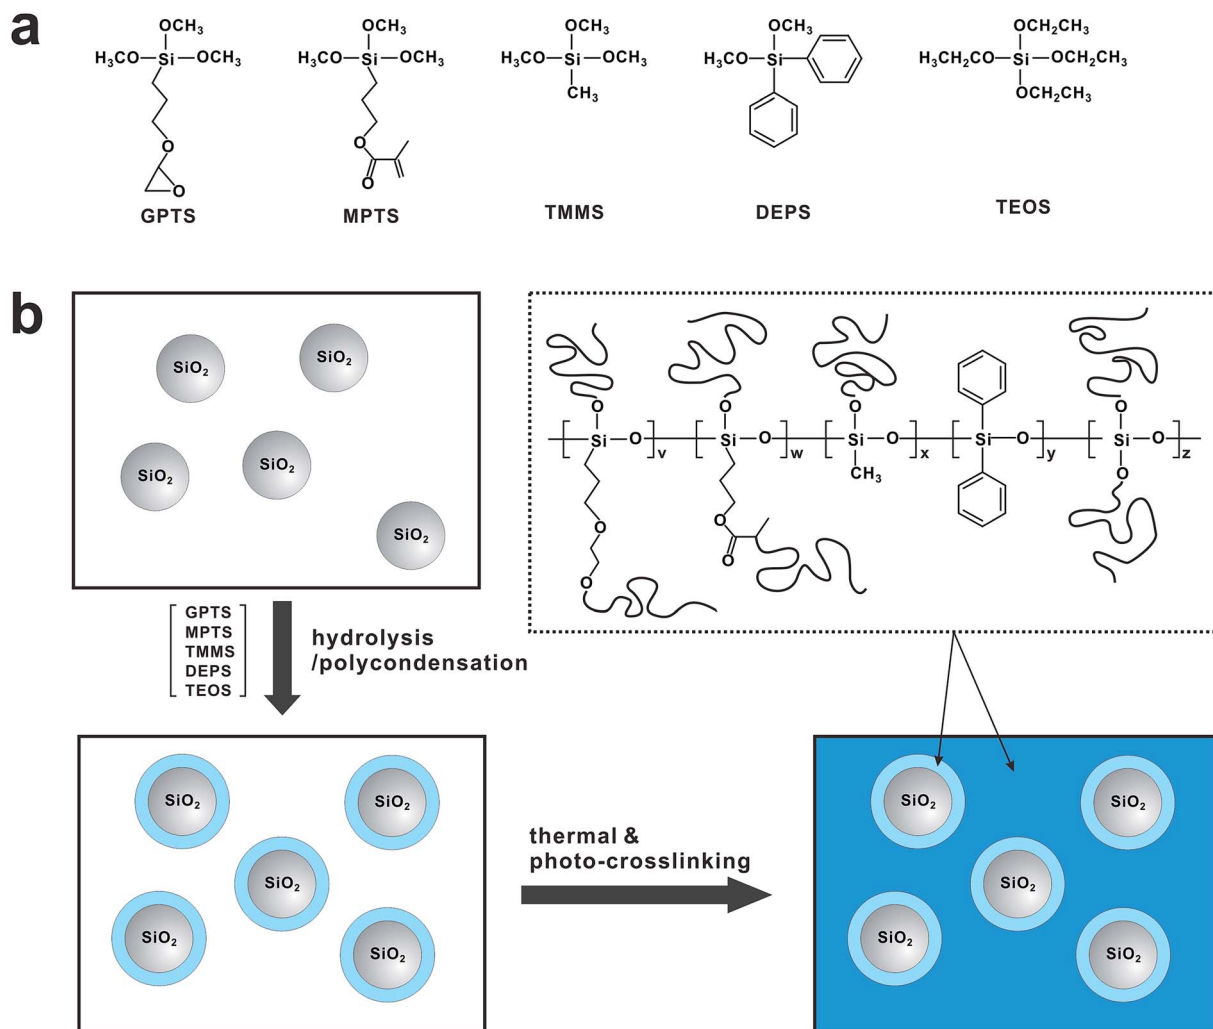 a
OCH₃
H₃CO Si OCH₃
O
O
GPTS
OCH₃
H₃CO Si OCH₃
O
O
MPTS
OCH₃
H₃CO Si OCH₃
CH₃
TMMS
OCH₃
H₃CO Si
DEPS
OCH₂CH₃
H₃CH₂CO Si OCH₂CH₃
OCH₂CH₃
TEOS
b
SiO₂
SiO₂
SiO₂
SiO₂
SiO₂
O O O O
[ Si O ]v [ Si O ]w [ Si O ]x [ Si O ]y [ Si O ]z
CH₃
O
O
O
O
O
GPTS
MPTS
TMMS
DEPS
TEOS
hydrolysis
/polycondensation
SiO₂
SiO₂
SiO₂
SiO₂
SiO₂
thermal &
photo-crosslinking
SiO₂
SiO₂
SiO₂
SiO₂
SiO₂